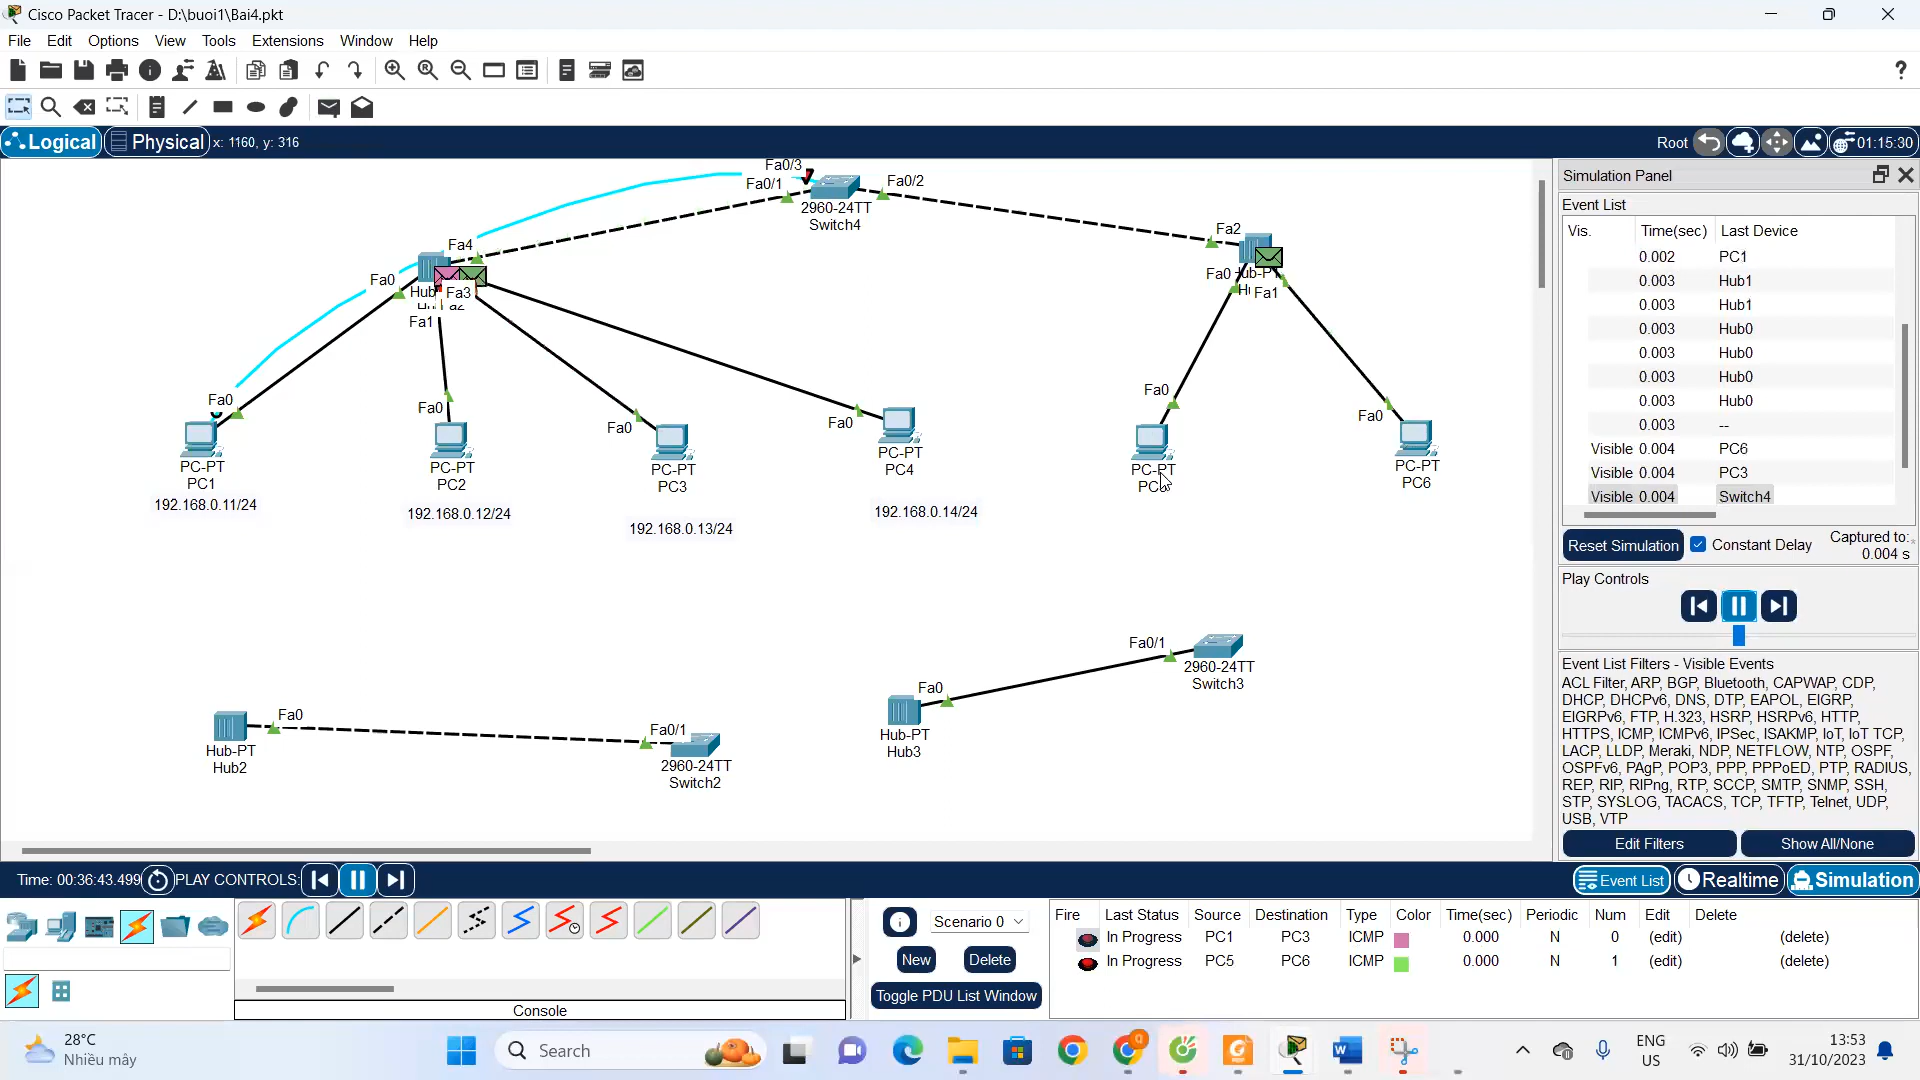 Cisco Packet Tracer - D:\buoi1\Bai4.pkt
File Edit Options View Tools Extensions Window Help
?
Logical Physical x: 1160, y: 316 Root 01:15:30
Fa0/3
Fa0/1
Fa0/2
2960-24TT
Switch4
Fa4
Fa0
Hub
Fa3
Fa1
Fa2
Fa0
Fa1
Fa0
PC-PT
PC1
192.168.0.11/24
Fa0
PC-PT
PC2
192.168.0.12/24
Fa0
PC-PT
PC3
192.168.0.13/24
Fa0
PC-PT
PC4
192.168.0.14/24
Fa0
PC-PT
Fa0
PC-PT
PC6
Fa0
Hub-PT
Hub2
Fa0/1
2960-24TT
Switch2
Fa0
Hub-PT
Hub3
Fa0/1
2960-24TT
Switch3
Simulation Panel
Event List
Vis. Time(sec) Last Device
0.002 PC1
0.003 Hub1
0.003 Hub1
0.003 Hub0
0.003 Hub0
0.003 Hub0
0.003 Hub0
0.003 --
Visible 0.004 PC6
Visible 0.004 PC3
Visible 0.004 Switch4
Reset Simulation Constant Delay Captured to:
0.004 s
Play Controls
Event List Filters - Visible Events
ACL Filter, ARP, BGP, Bluetooth, CAPWAP, CDP,
DHCP, DHCPv6, DNS, DTP, EAPOL, EIGRP,
EIGRPv6, FTP, H.323, HSRP, HSRPv6, HTTP,
HTTPS, ICMP, ICMPv6, IPSec, ISAKMP, IoT, IoT TCP,
LACP, LLDP, Meraki, NDP, NETFLOW, NTP, OSPF,
OSPFv6, PAgP, POP3, PPP, PPPoED, PTP, RADIUS,
REP, RIP, RIPng, RTP, SCCP, SMTP, SNMP, SSH,
STP, SYSLOG, TACACS, TCP, TFTP, Telnet, UDP,
USB, VTP
Edit Filters Show All/None
Time: 00:36:43.499 PLAY CONTROLS: Event List Realtime Simulation
Scenario 0
New Delete
Toggle PDU List Window
Console
Fire Last Status Source Destination Type Color Time(sec) Periodic Num Edit Delete
In Progress PC1 PC3 ICMP 0.000 N 0 (edit) (delete)
In Progress PC5 PC6 ICMP 0.000 N 1 (edit) (delete)
28°C
Nhiều mây
Search
ENG
US
13:53
31/10/2023